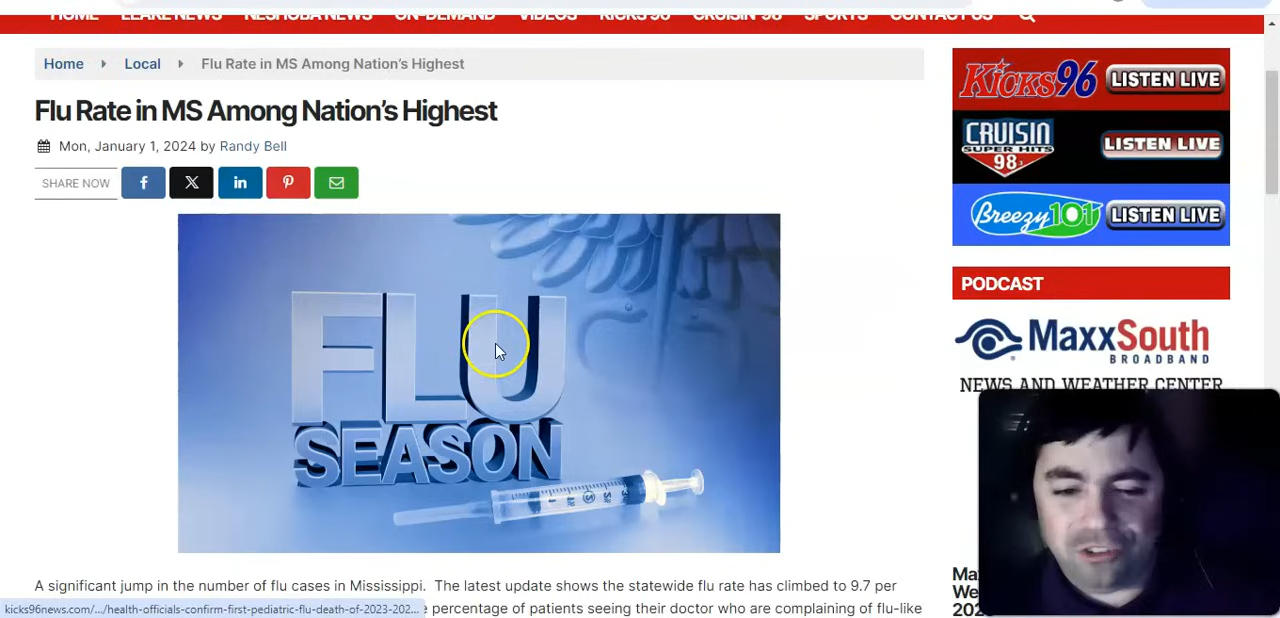 HOME LEAKE NEWS NESHOBA NEWS ON-DEMAND VIDEOS KICKS 96 CRUISIN' 98 SPORTS CONTACT US
Home Local Flu Rate in MS Among Nation's Highest
Flu Rate in MS Among Nation's Highest
Mon, January 1, 2024 by Randy Bell
SHARE NOW
FLU
SEASON
A significant jump in the number of flu cases in Mississippi. The latest update shows the statewide flu rate has climbed to 9.7 per
percentage of patients seeing their doctor who are complaining of flu-like
kicks96news.com/.../health-officials-confirm-first-pediatric-flu-death-of-2023-202...
Kicks96 LISTEN LIVE
CRUISIN
SUPER HITS
98.3 LISTEN LIVE
Breezy101 LISTEN LIVE
PODCAST
MaxxSouth
BROADBAND
NEWS AND WEATHER CENTER